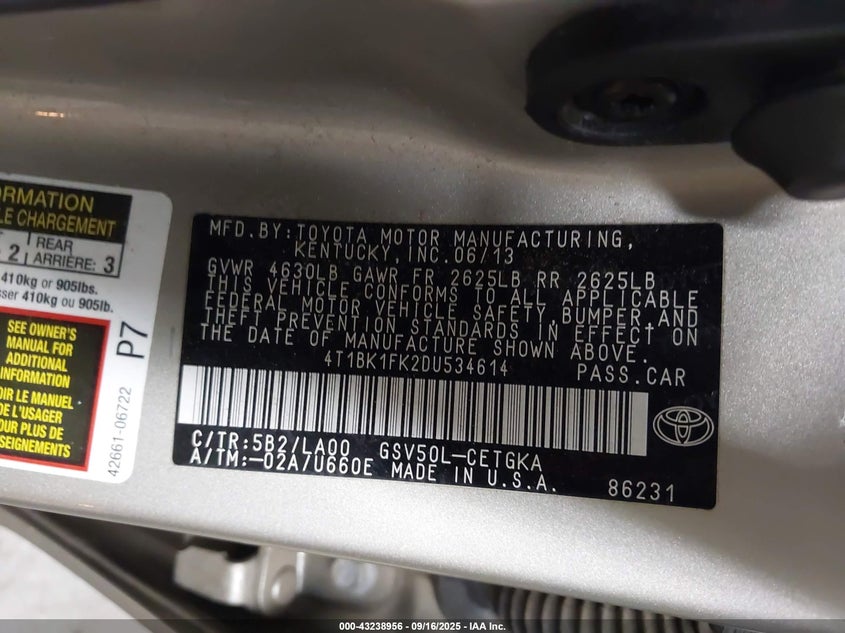 ORMATION
LE CHARGEMENT
2
REAR
ARRIÈRE: 3
410kg or 905lbs.
sser 410kg ou 905lb.
SEE OWNER'S
MANUAL FOR
ADDITIONAL
INFORMATION
OIR LE MANUEL
DE L'USAGER
OUR PLUS DE
NSEIGNEMENTS
P7
42661-06722
MFD.BY:TOYOTA MOTOR MANUFACTURING,
KENTUCKY,INC.06/13
GVWR 4630LB GAWR FR 2625LB RR 2625LB
THIS VEHICLE CONFORMS TO ALL APPLICABLE
FEDERAL MOTOR VEHICLE SAFETY,BUMPER,AND
THEFT PREVENTION STANDARDS IN EFFECT ON
THE DATE OF MANUFACTURE SHOWN ABOVE.
4T1BK1FK2DU534614 PASS.CAR
C/TR:5B2/LA00 GSV50L-CETGKA
A/TM:-02A/U660E MADE IN U.S.A.
86231
000-43238956 - 09/16/2025 - IAA Inc.